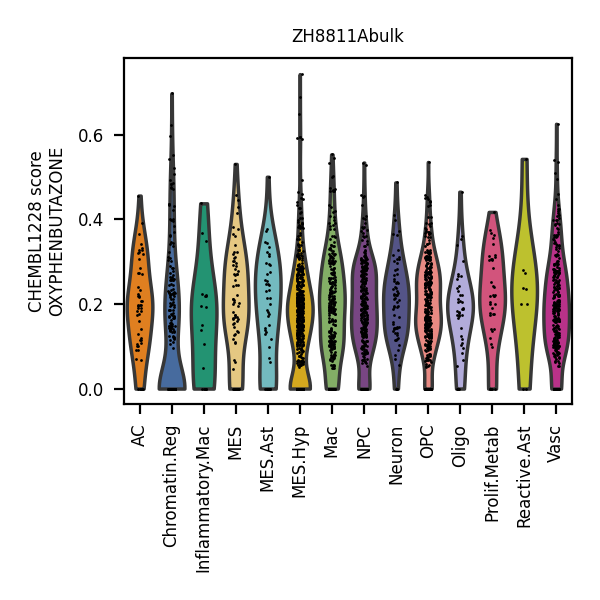 ZH8811Abulk
CHEMBL1228 score
OXYPHENBUTAZONE
0.6
0.4
0.2
0.0
AC
Chromatin.Reg
Inflammatory.Mac
MES
MES.Ast
MES.Hyp
Mac
NPC
Neuron
OPC
Oligo
Prolif.Metab
Reactive.Ast
Vasc